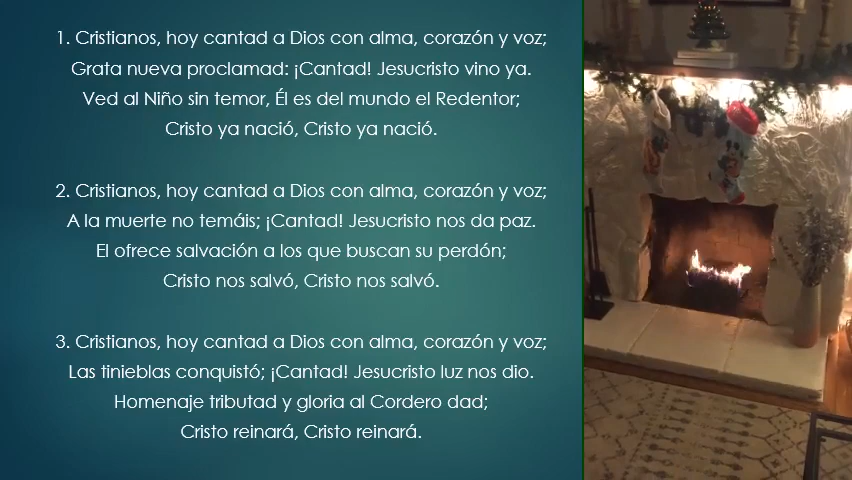 1. Cristianos, hoy cantad a Dios con alma, corazón y voz;
Grata nueva proclamad: ¡Cantad! Jesucristo vino ya.
Ved al Niño sin temor, Él es del mundo el Redentor;
Cristo ya nació, Cristo ya nació.
2. Cristianos, hoy cantad a Dios con alma, corazón y voz;
A la muerte no temáis; ¡Cantad! Jesucristo nos da paz.
El ofrece salvación a los que buscan su perdón;
Cristo nos salvó, Cristo nos salvó.
3. Cristianos, hoy cantad a Dios con alma, corazón y voz;
Las tinieblas conquistó; ¡Cantad! Jesucristo luz nos dio.
Homenaje tributad y gloria al Cordero dad;
Cristo reinará, Cristo reinará.